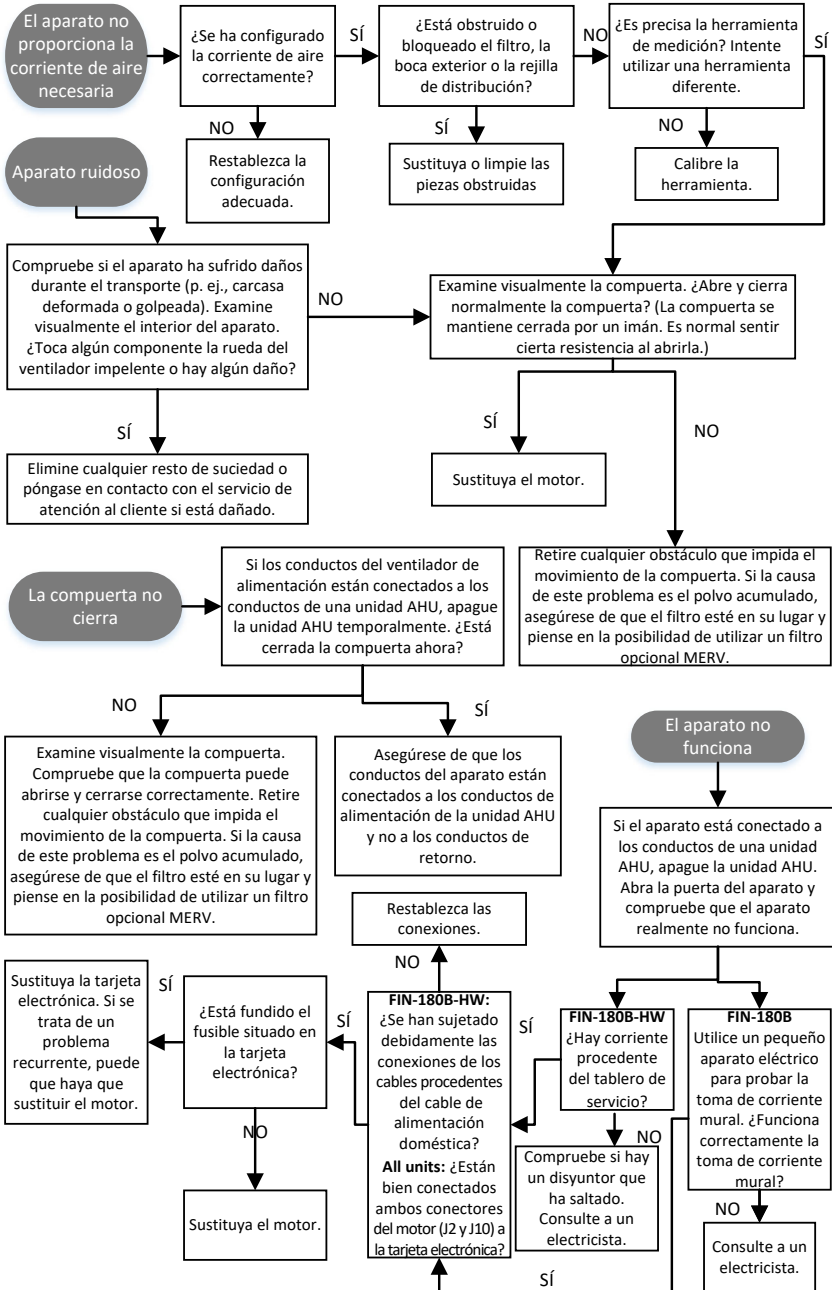 El aparato no
proporciona la
corriente de aire
necesaria
¿Se ha configurado
la corriente de aire
correctamente?
SÍ
¿Está obstruido o
bloqueado el filtro, la
boca exterior o la rejilla
de distribución?
NO
¿Es precisa la herramienta
de medición? Intente
utilizar una herramienta
diferente.
SÍ
NO
Restablezca la
configuración
adecuada.
SÍ
Sustituya o limpie las
piezas obstruidas
NO
Calibre la
herramienta.
Aparato ruidoso
Compruebe si el aparato ha sufrido daños
durante el transporte (p. ej., carcasa
deformada o golpeada). Examine
visualmente el interior del aparato.
¿Toca algún componente la rueda del
ventilador impelente o hay algún daño?
NO
Examine visualmente la compuerta. ¿Abre y cierra
normalmente la compuerta? (La compuerta se
mantiene cerrada por un imán. Es normal sentir
cierta resistencia al abrirla.)
SÍ
Elimine cualquier resto de suciedad o
póngase en contacto con el servicio de
atención al cliente si está dañado.
SÍ
Sustituya el motor.
NO
Retire cualquier obstáculo que impida el
movimiento de la compuerta. Si la causa
de este problema es el polvo acumulado,
asegúrese de que el filtro esté en su lugar y
piense en la posibilidad de utilizar un filtro
opcional MERV.
La compuerta no
cierra
Si los conductos del ventilador de
alimentación están conectados a los
conductos de una unidad AHU, apague
la unidad AHU temporalmente. ¿Está
cerrada la compuerta ahora?
NO
Examine visualmente la compuerta.
Compruebe que la compuerta puede
abrirse y cerrarse correctamente. Retire
cualquier obstáculo que impida el
movimiento de la compuerta. Si la causa
de este problema es el polvo acumulado,
asegúrese de que el filtro esté en su lugar y
piense en la posibilidad de utilizar un filtro
opcional MERV.
SÍ
Asegúrese de que los
conductos del aparato están
conectados a los conductos de
alimentación de la unidad AHU
y no a los conductos de
retorno.
El aparato no
funciona
Si el aparato está conectado a
los conductos de una unidad
AHU, apague la unidad AHU.
Abra la puerta del aparato y
compruebe que el aparato
realmente no funciona.
FIN-180B-HW
¿Hay corriente
procedente
del tablero de
servicio?
FIN-180B
Utilice un pequeño
aparato eléctrico
para probar la
toma de corriente
mural. ¿Funciona
correctamente la
toma de corriente
mural?
SÍ
NO
Compruebe si hay
un disyuntor que
ha saltado.
Consulte a un
electricista.
NO
Consulte a un
electricista.
SÍ
Restablezca las
conexiones.
NO
FIN-180B-HW:
¿Se han sujetado
debidamente las
conexiones de los
cables procedentes
del cable de
alimentación
doméstica?
All units: ¿Están
bien conectados
ambos conectores
del motor (J2 y J10) a
la tarjeta electrónica?
SÍ
¿Está fundido el
fusible situado en
la tarjeta
electrónica?
SÍ
Sustituya la tarjeta
electrónica. Si se
trata de un
problema
recurrente, puede
que haya que
sustituir el motor.
NO
Sustituya el motor.